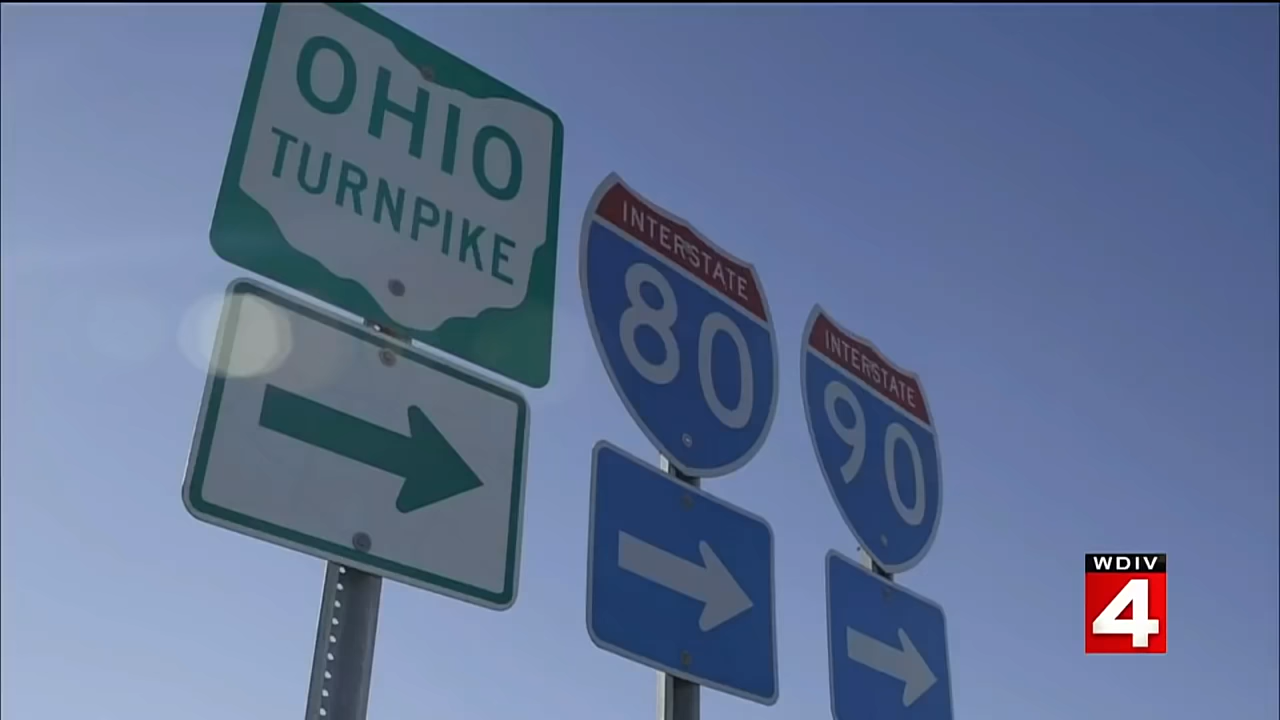 OHIO
TURNPIKE
INTERSTATE
80
INTERSTATE
90
WDIV
4